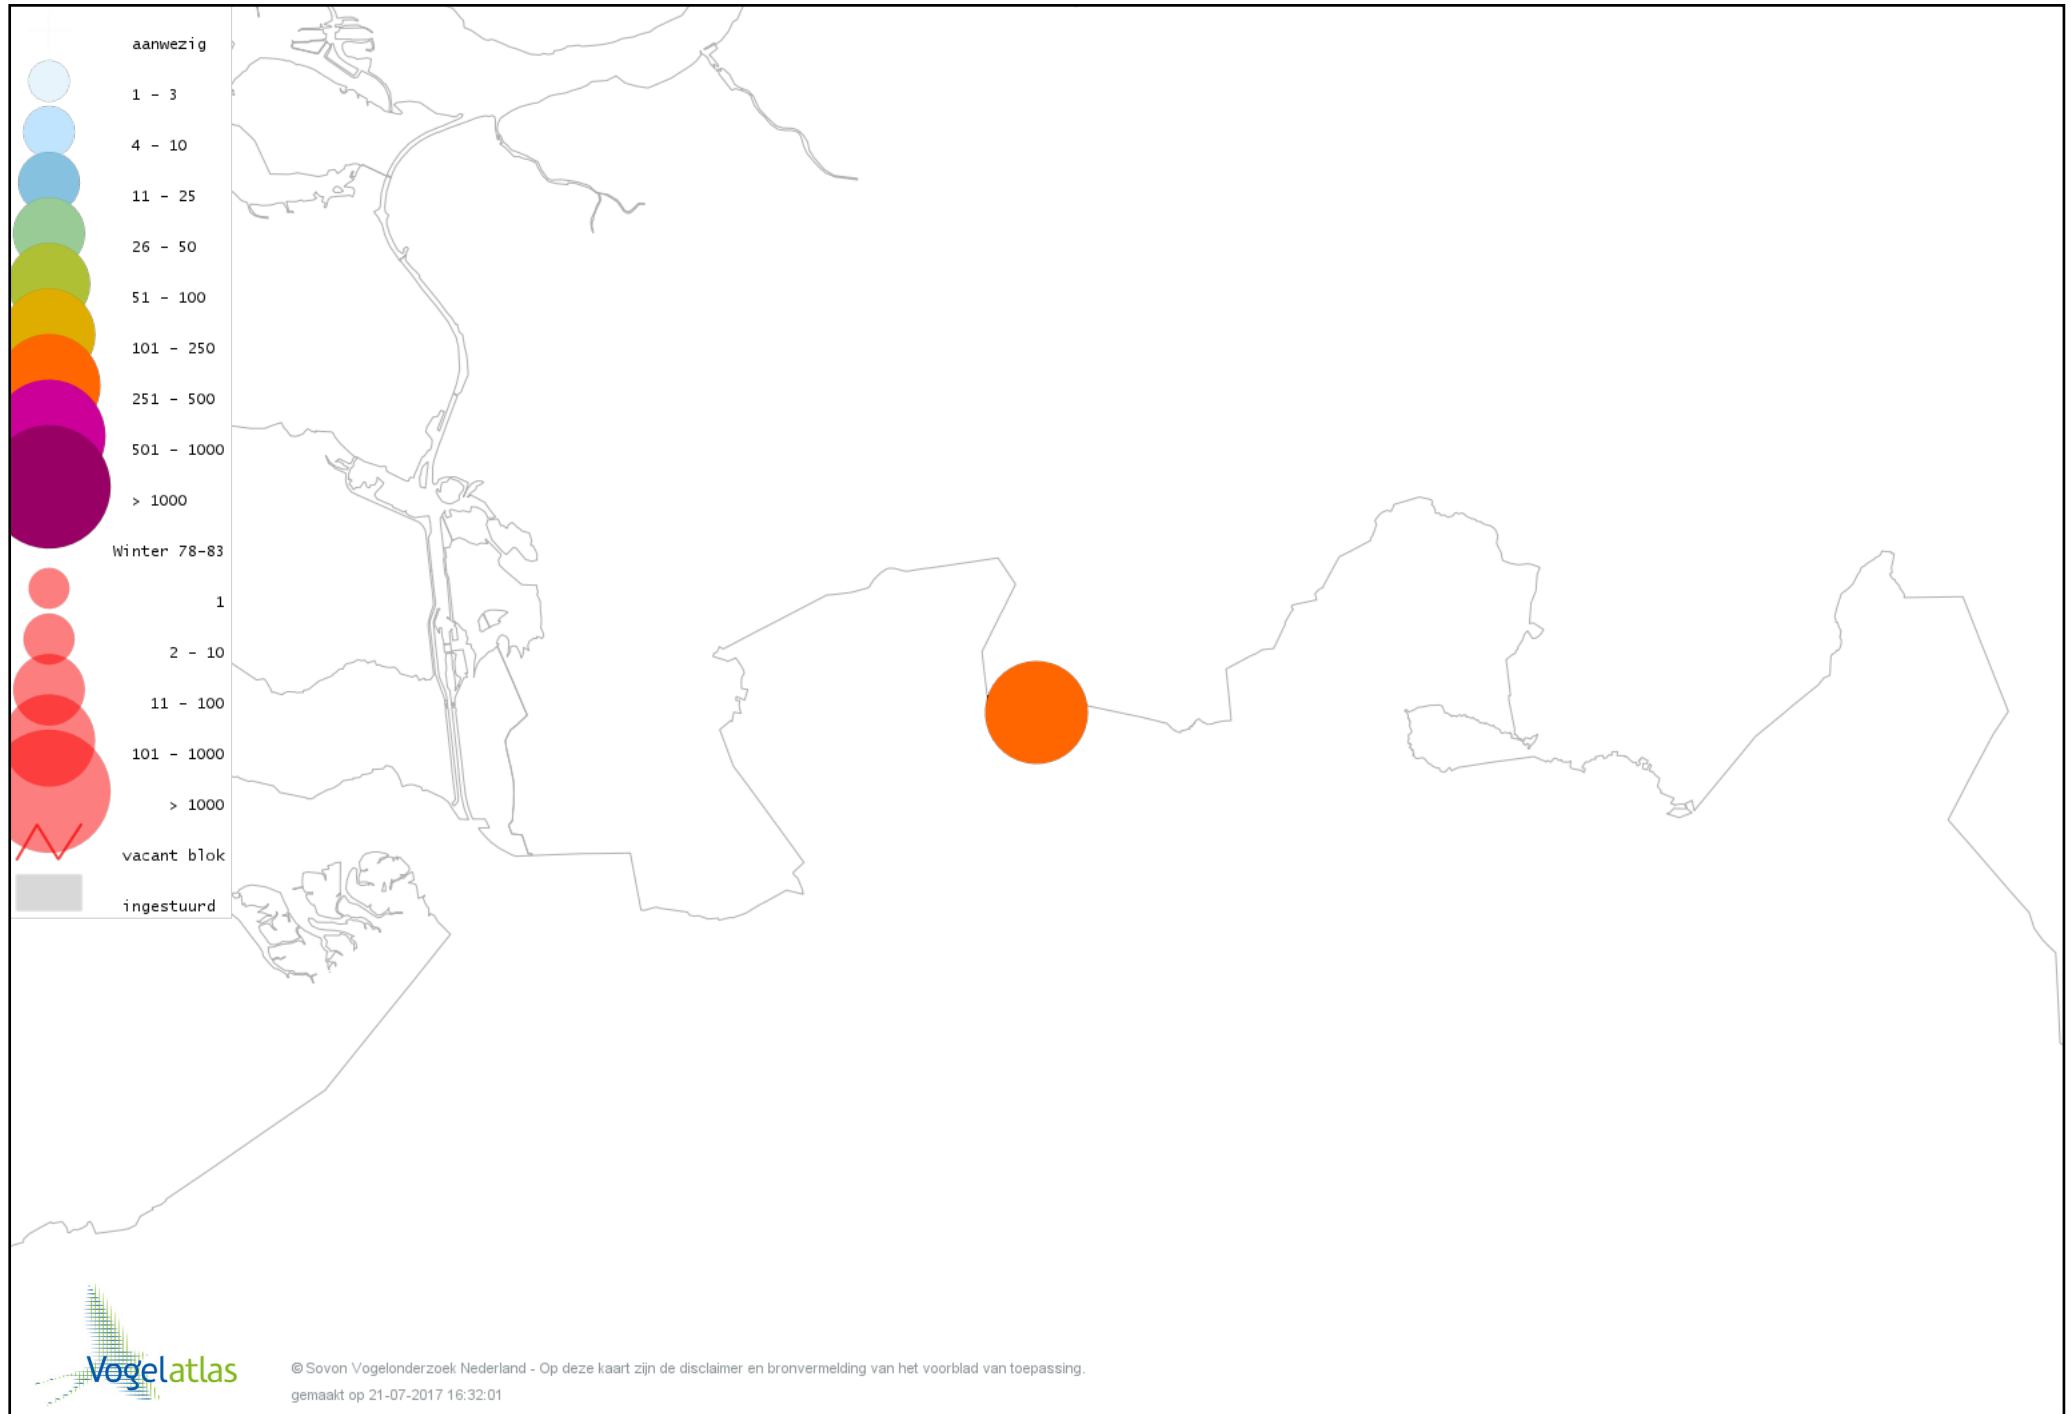 aanwezig
1 - 3
4 - 10
11 - 25
26 - 50
51 - 100
101 - 250
251 - 500
501 - 1000
> 1000
Winter 78-83
1
2 - 10
11 - 100
101 - 1000
> 1000
vacant blok
ingestuurd
Vogelatlas
© Sovon Vogelonderzoek Nederland - Op deze kaart zijn de disclaimer en bronvermelding van het voorblad van toepassing.
gemaakt op 21-07-2017 16:32:01